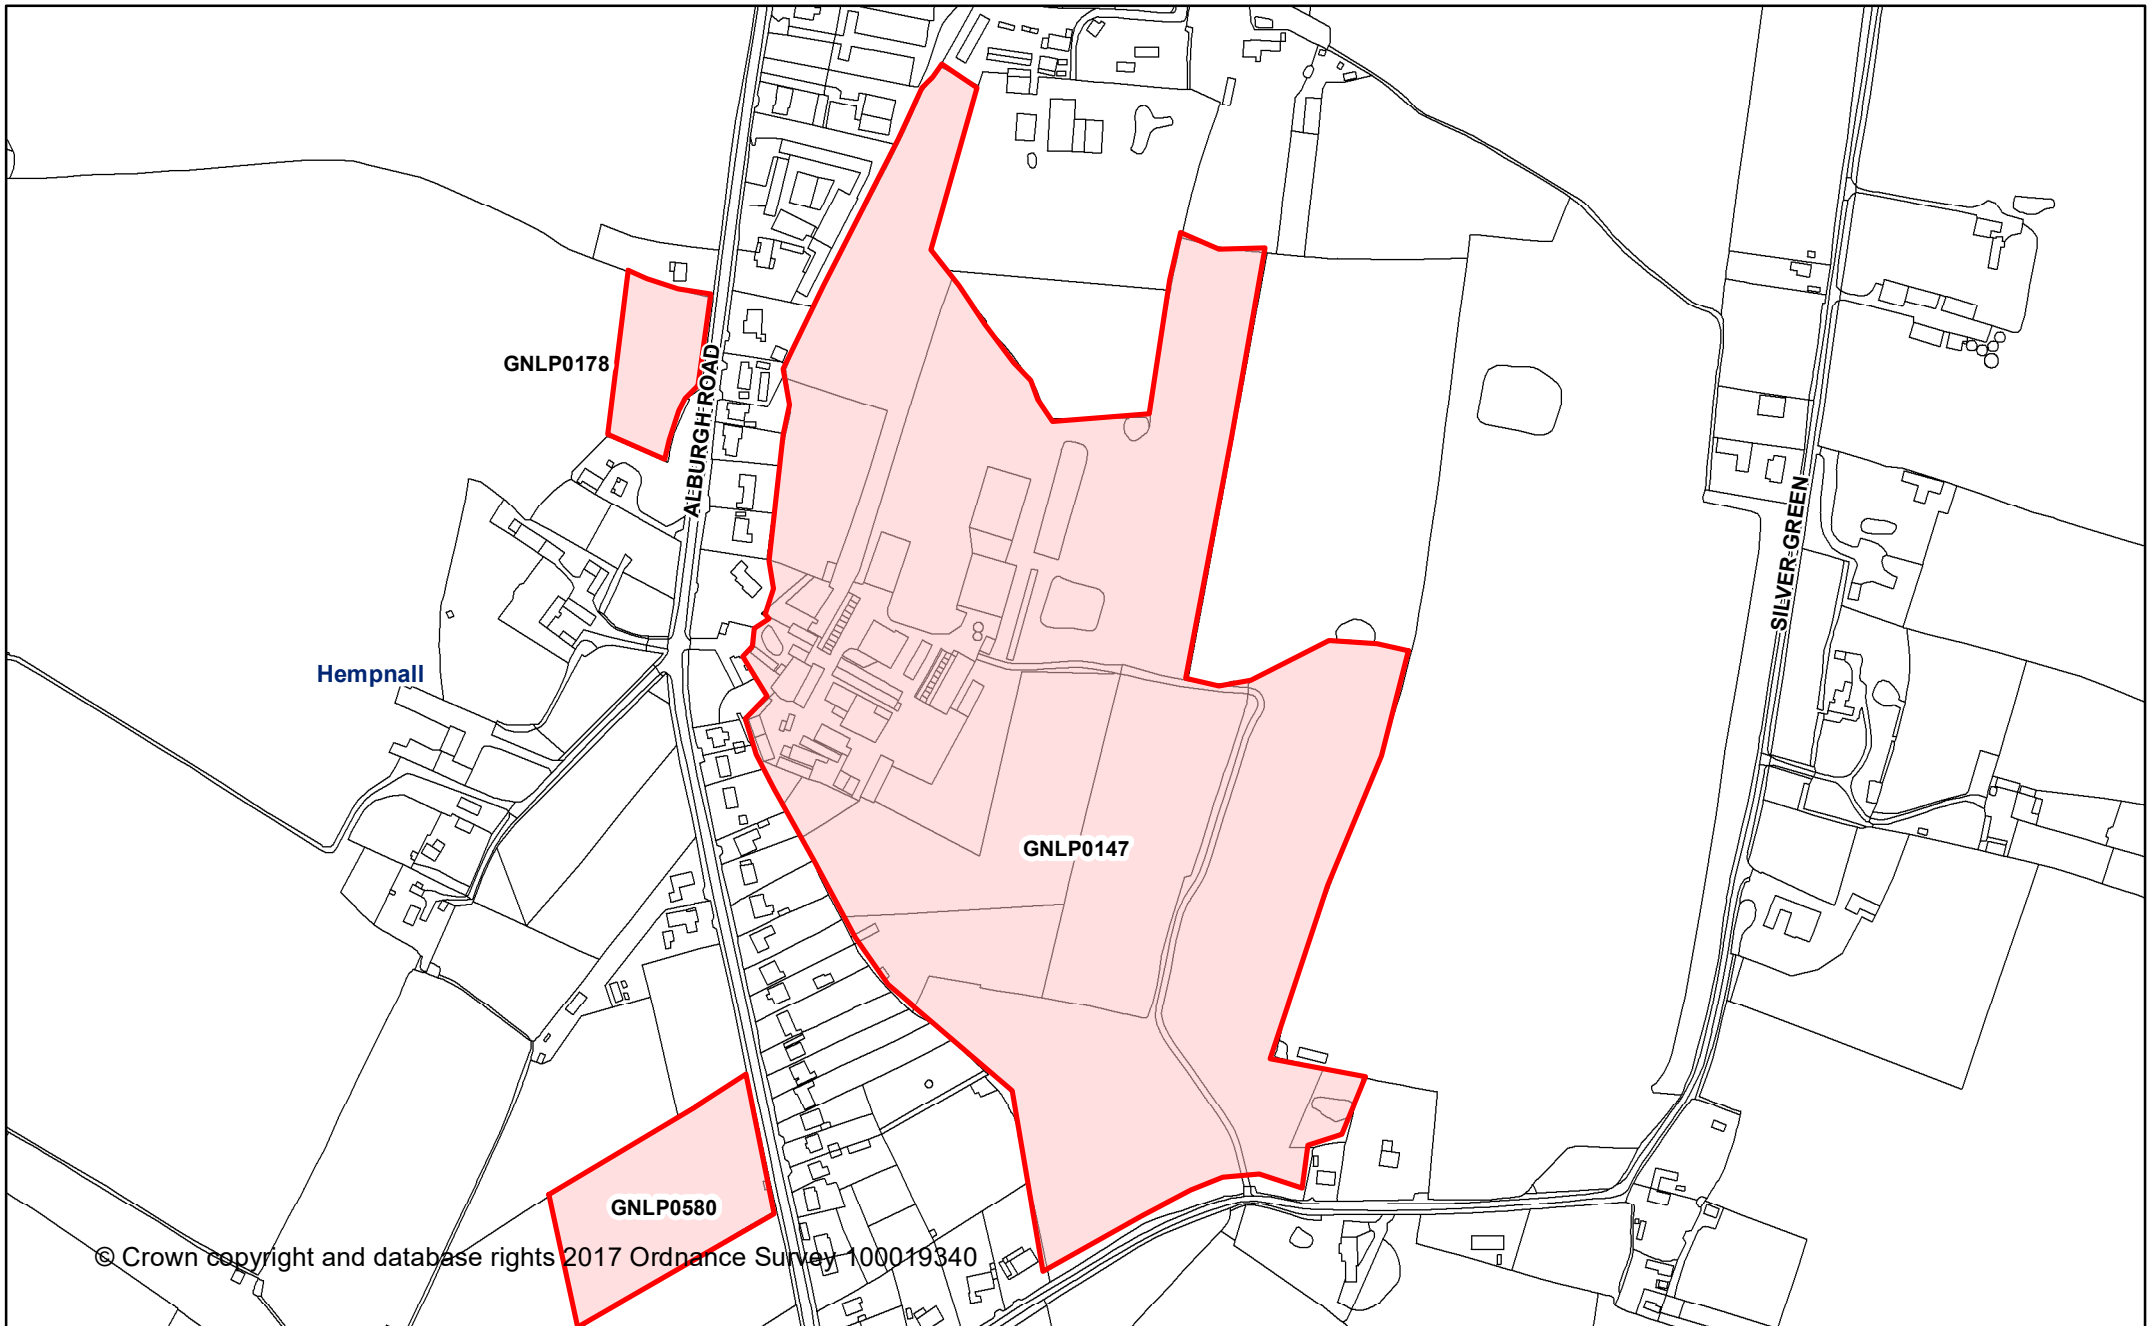 GNLP0178
ALBURGH ROAD
SILVER GREEN
Hempnall
GNLP0147
GNLP0580
© Crown copyright and database rights 2017 Ordnance Survey 100019340